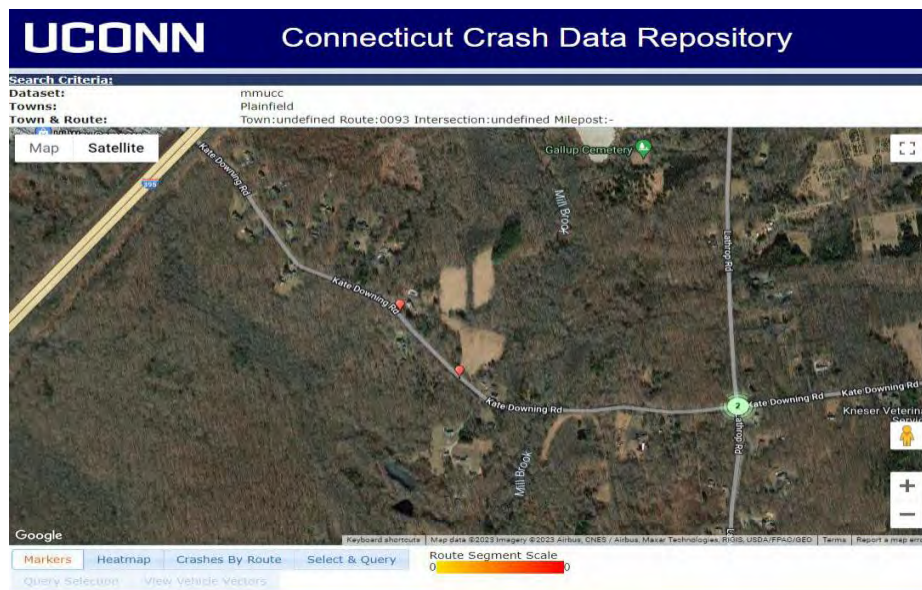 UCONN Connecticut Crash Data Repository
Search Criteria:
Dataset: mmucc
Towns: Plainfield
Town & Route: Town:undefined Route:0093 Intersection:undefined Milepost:-
Map Satellite
Kate Downing Rd
395
Gallup Cemetery
Mill Brook
Lathrop Rd
Kate Downing Rd
Kate Downing Rd
2
Kate Downing Rd
Kate Downing Rd
Kneser Veterin
Service
Lathrop Rd
Mill Brook
Google
Keyboard shortcuts Map data ©2023 Imagery ©2023 Airbus, CNES / Airbus, Maxar Technologies, RIGIS, USDA/FPAC/GEO Terms Report a map erro
Markers Heatmap Crashes By Route Select & Query Route Segment Scale
0 0
Query Selection View Vehicle Vectors